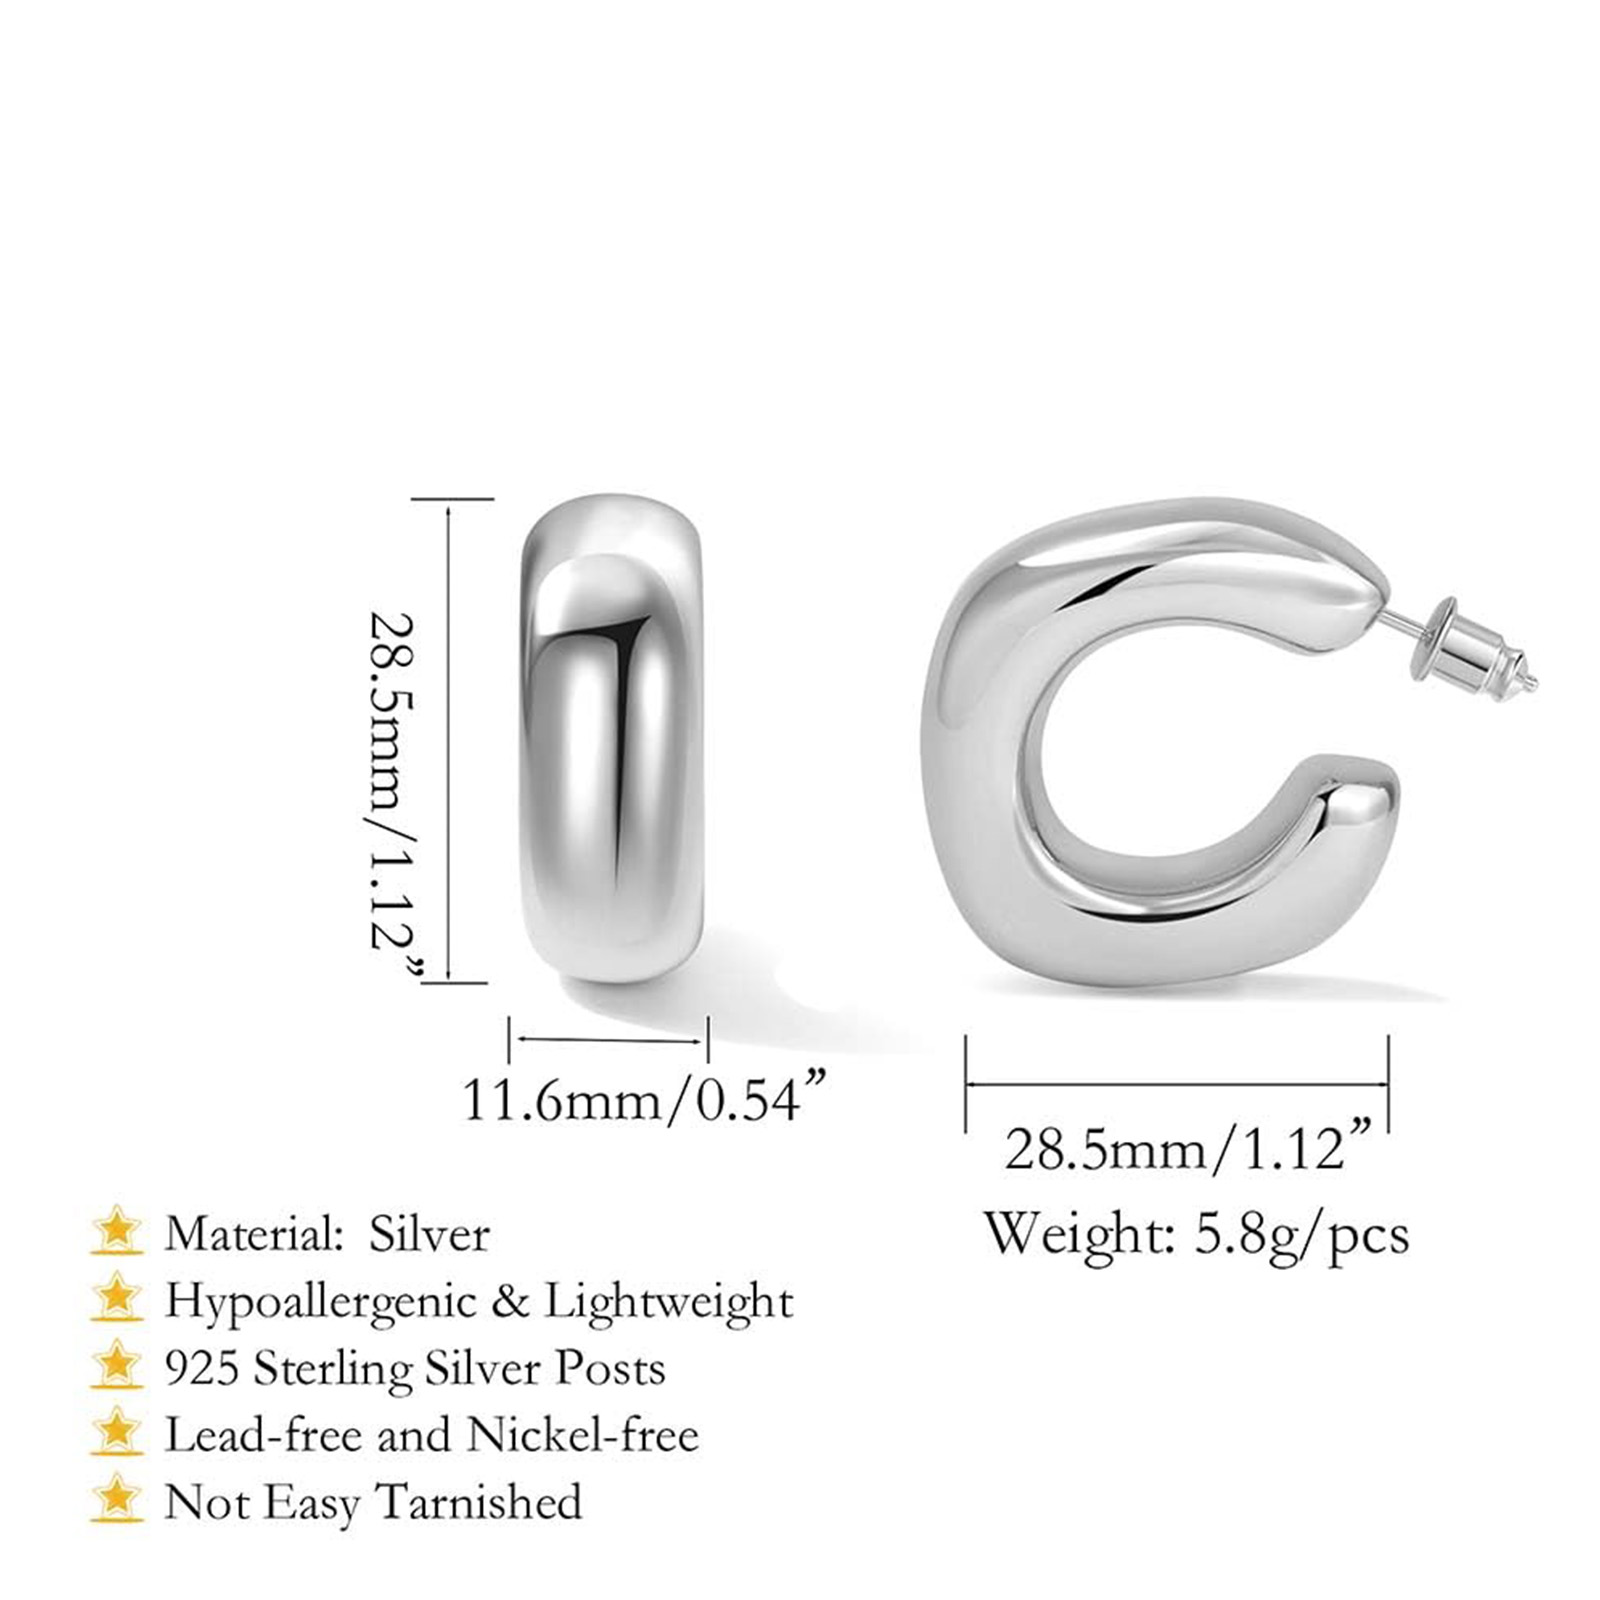 28.5mm/1.12”
11.6mm/0.54”
28.5mm/1.12”
Weight: 5.8g/pcs
Material: Silver
Hypoallergenic & Lightweight
925 Sterling Silver Posts
Lead-free and Nickel-free
Not Easy Tarnished